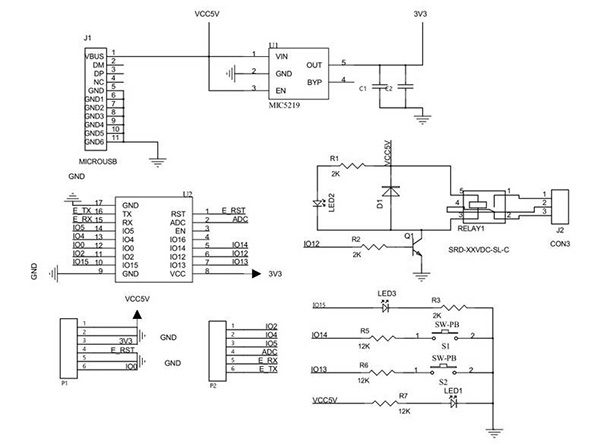 VCC5V 3V3
J1 U1
VBUS 1 1 VIN OUT 5
DM 2
DP 3 2 GND
NC 4 BYP 4
GND 5 3 EN C1 C2
GND1 6
GND2 7 MIC5219
GND3 8
GND4 9
GND5 10
GND6 11
MICROUSB
GND
U2
17 GND
E_TX 16 TX RST 1 E_RST
E_RX 15 RX ADC 2 ADC
IO5 14 IO5 EN 3
IO4 13 IO4 IO16 4
IO0 12 IO0 IO14 5 IO14
IO2 11 IO2 IO12 6 IO12
IO15 10 IO15 IO13 7 IO13
GND 9 GND VCC 8 3V3
VCC5V
R1
2K
LED2
D1
IO12 R2
2K
Q1
5 1
4
3 2
RELAY1
SRD-XXVDC-SL-C
1
2
3
J2
CON3
VCC5V
1
2 GND
3 3V3
4 E_RST
5 GND
6 IO0
P1
1 IO2
2 IO4
3 IO5
4 ADC
5 E_RX
6 E_TX
P2
IO15 LED3 R3
2K
SW-PB
IO14 R5 1 2
12K S1
SW-PB
IO13 R6 1 2
12K S2
VCC5V R7 LED1
12K